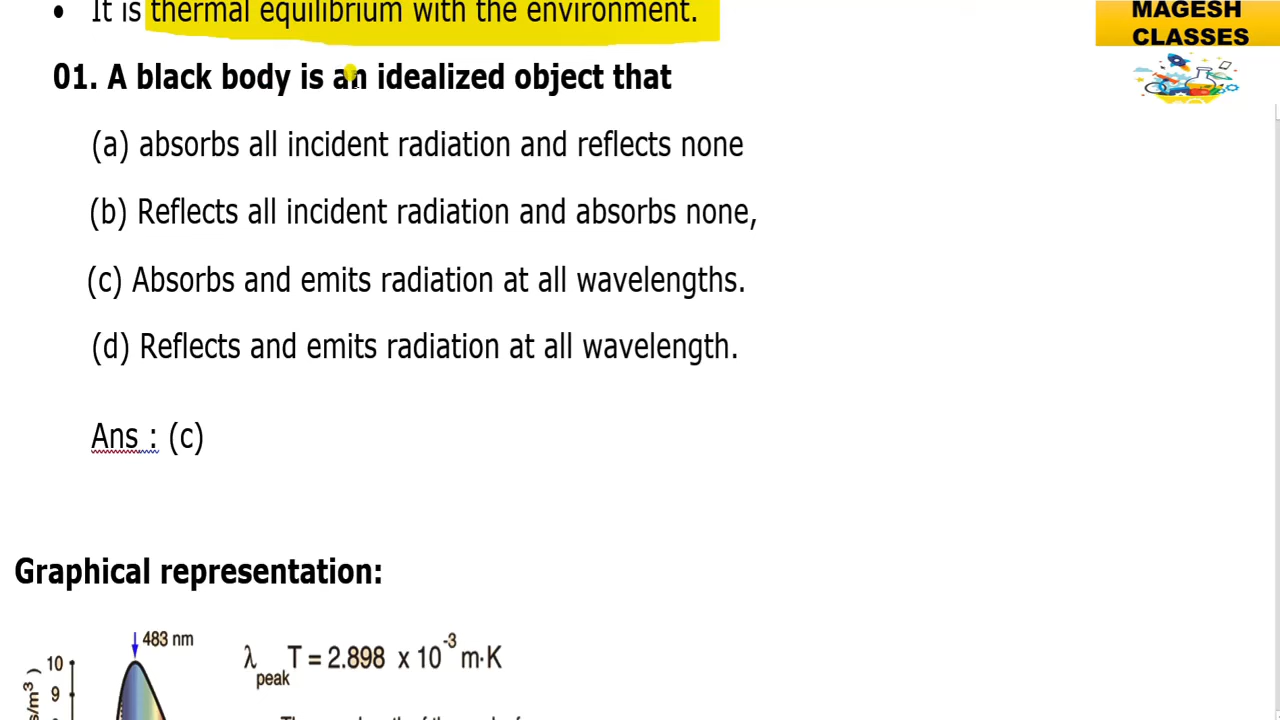 • It is thermal equilibrium with the environment.
MAGESH
CLASSES
01. A black body is an idealized object that
(a) absorbs all incident radiation and reflects none
(b) Reflects all incident radiation and absorbs none,
(c) Absorbs and emits radiation at all wavelengths.
(d) Reflects and emits radiation at all wavelength.
Ans : (c)
Graphical representation:
483 nm
λpeak T = 2.898 x 10⁻³ m·K
10
9
s/m³ )